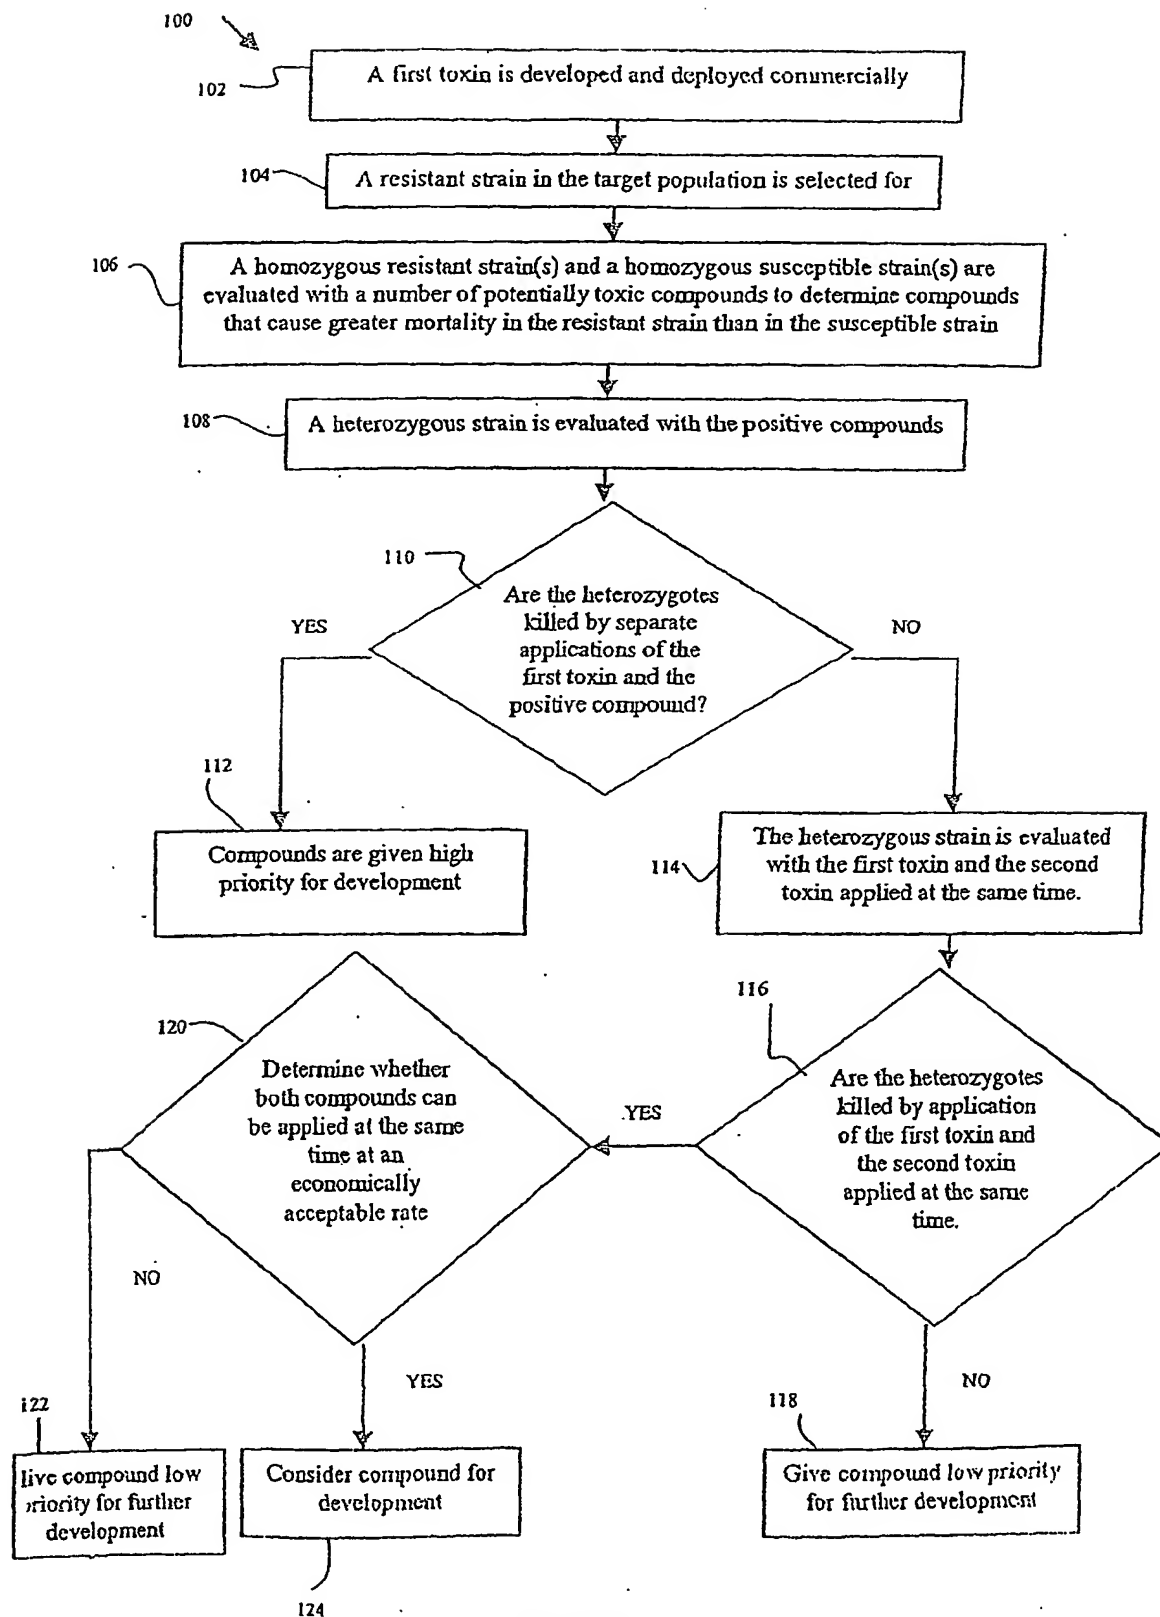 100
102
A first toxin is developed and deployed commercially
104
A resistant strain in the target population is selected for
106
A homozygous resistant strain(s) and a homozygous susceptible strain(s) are
evaluated with a number of potentially toxic compounds to determine compounds
that cause greater mortality in the resistant strain than in the susceptible strain
108
A heterozygous strain is evaluated with the positive compounds
110
Are the heterozygotes
killed by separate
applications of the
first toxin and the
positive compound?
YES
NO
112
Compounds are given high
priority for development
114
The heterozygous strain is evaluated
with the first toxin and the second
toxin applied at the same time.
116
Are the heterozygotes
killed by application
of the first toxin and
the second toxin
applied at the same
time.
YES
120
Determine whether
both compounds can
be applied at the same
time at an
economically
acceptable rate
NO
YES
NO
122
compound low
for further
development
124
Consider compound for
development
118
Give compound low priority
for further development